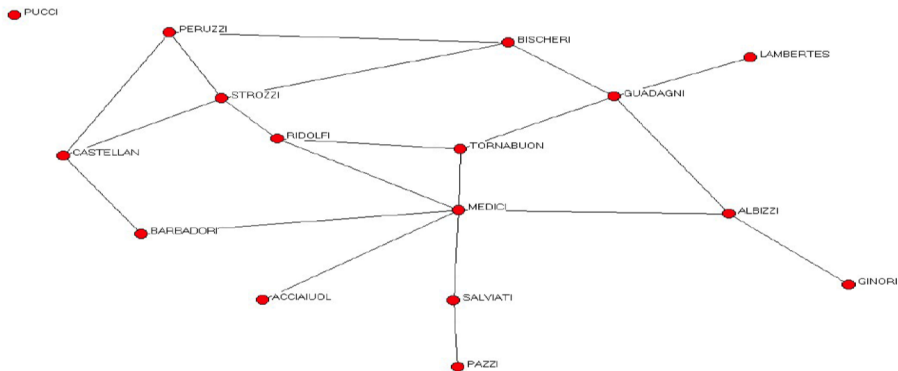 PUCCI
PERUZZI
BISCHERI
LAMBERTES
STROZZI
GUADAGNI
RIDOLFI
TORNABUON
CASTELLAN
MEDICI
ALBIZZI
BARBADORI
GINORI
ACCIAIUOL
SALVIATI
PAZZI